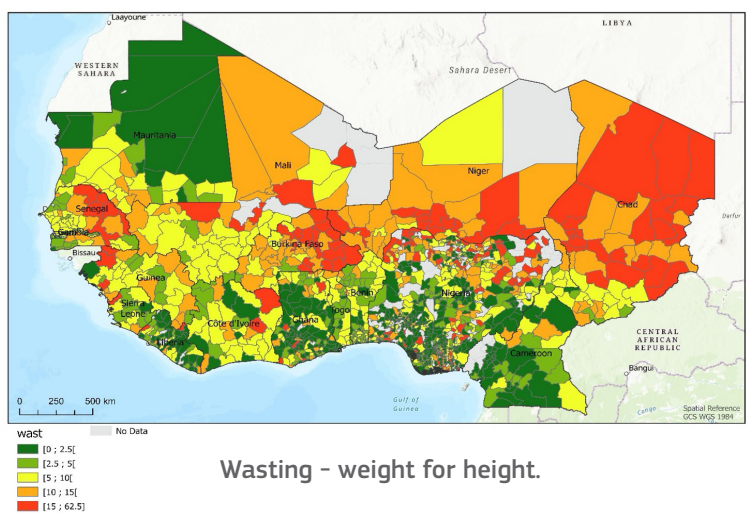 Laayoune
LIBYA
WESTERN
SAHARA
Sahara Desert
Mauritania
Mali
Niger
Chad
Senegal
Darfur
Gambia
Bissau
Burkina Faso
Guinea
Benin
Nigeria
Sierra
Leone
Côte d'Ivoire
Ghana
Togo
Liberia
CENTRAL
AFRICAN
REPUBLIC
Cameroon
Bangui
0 250 500 km
Gulf of
Guinea
Congo
Spatial Reference
GCS WGS 1984
wast
No Data
[0 ; 2.5[
[2.5 ; 5[
[5 ; 10[
[10 ; 15[
[15 ; 62.5]
Wasting - weight for height.